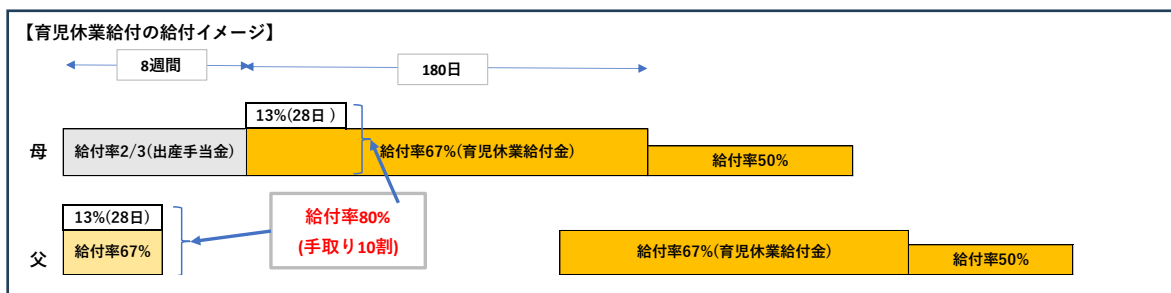 【育児休業給付の給付イメージ】
8週間
180日
13%(28日 )
母
給付率2/3(出産手当金)
給付率67%(育児休業給付金)
給付率50%
給付率80%
(手取り10割)
13%(28日)
父
給付率67%
給付率67%(育児休業給付金)
給付率50%